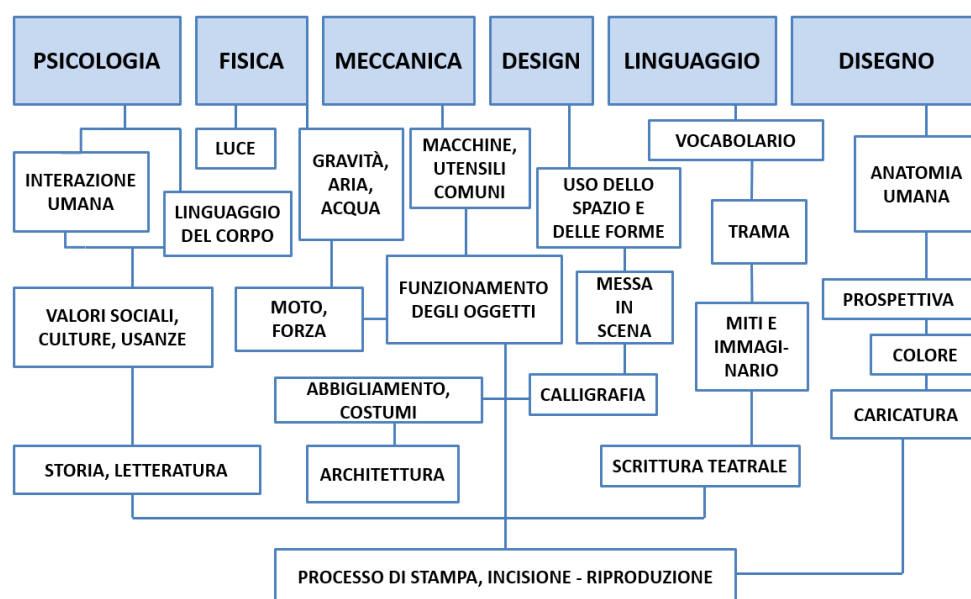 PSICOLOGIA
FISICA
MECCANICA
DESIGN
LINGUAGGIO
DISEGNO
INTERAZIONE
UMANA
LINGUAGGIO
DEL CORPO
LUCE
GRAVITÀ,
ARIA,
ACQUA
MACCHINE,
UTENSILI
COMUNI
USO DELLO
SPAZIO E
DELLE FORME
VOCABOLARIO
TRAMA
ANATOMIA
UMANA
VALORI SOCIALI,
CULTURE, USANZE
MOTO,
FORZA
FUNZIONAMENTO
DEGLI OGGETTI
MESSA
IN
SCENA
MITI E
IMMAGI-
NARIO
PROSPETTIVA
COLORE
ABBIGLIAMENTO,
COSTUMI
CALLIGRAFIA
CARICATURA
STORIA, LETTERATURA
ARCHITETTURA
SCRITTURA TEATRALE
PROCESSO DI STAMPA, INCISIONE - RIPRODUZIONE